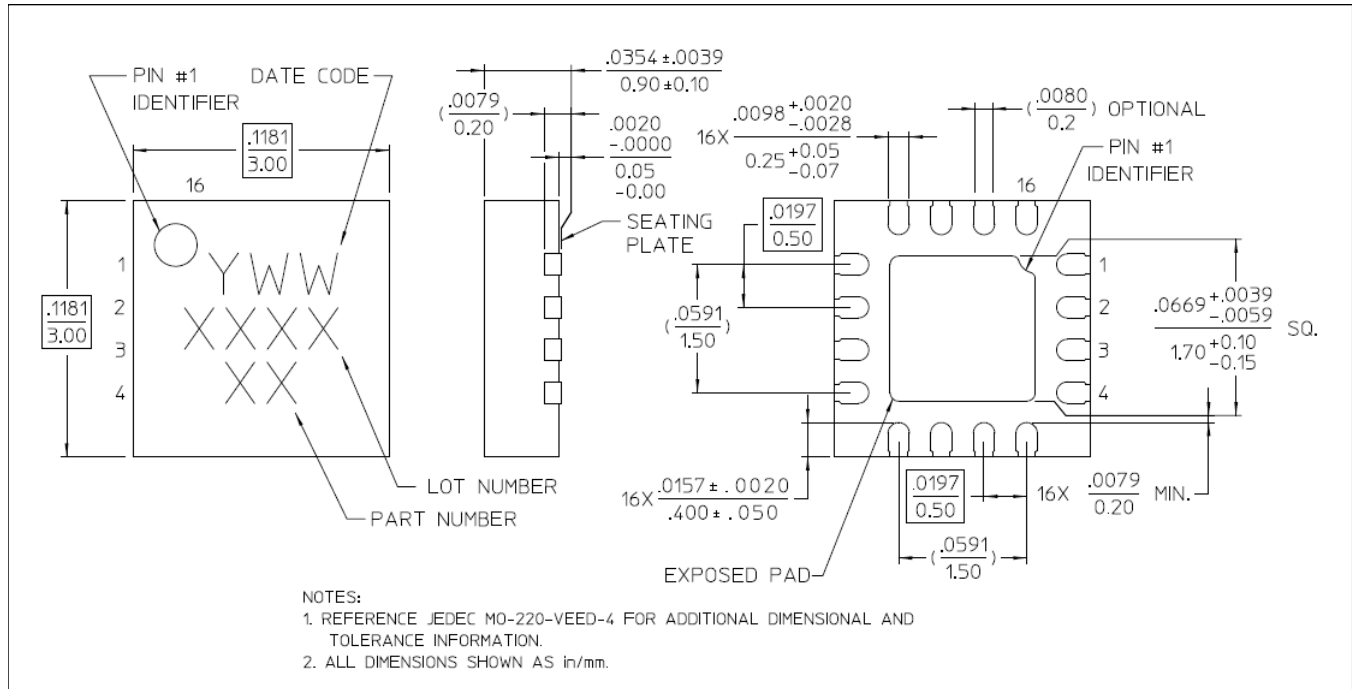 PIN #1
IDENTIFIER
DATE CODE
.1181
3.00
16
.1181
3.00
1
2
3
4
YWW
XXXX
XX
LOT NUMBER
PART NUMBER
.0354 ±.0039
0.90 ±0.10
(.0079)
0.20
.0020
-.0000
0.05
-0.00
SEATING
PLATE
16X .0098 +.0020
-.0028
0.25 +0.05
-0.07
(.0080) OPTIONAL
0.2
PIN #1
IDENTIFIER
16
.0197
0.50
(.0591)
1.50
1
2
3
4
.0669 +.0039
-.0059 SQ.
1.70 +0.10
-0.15
16X .0157 ± .0020
.400 ± .050
.0197
0.50
16X .0079 MIN.
0.20
(.0591)
1.50
EXPOSED PAD
NOTES:
1. REFERENCE JEDEC MO-220-VEED-4 FOR ADDITIONAL DIMENSIONAL AND
TOLERANCE INFORMATION.
2. ALL DIMENSIONS SHOWN AS in/mm.